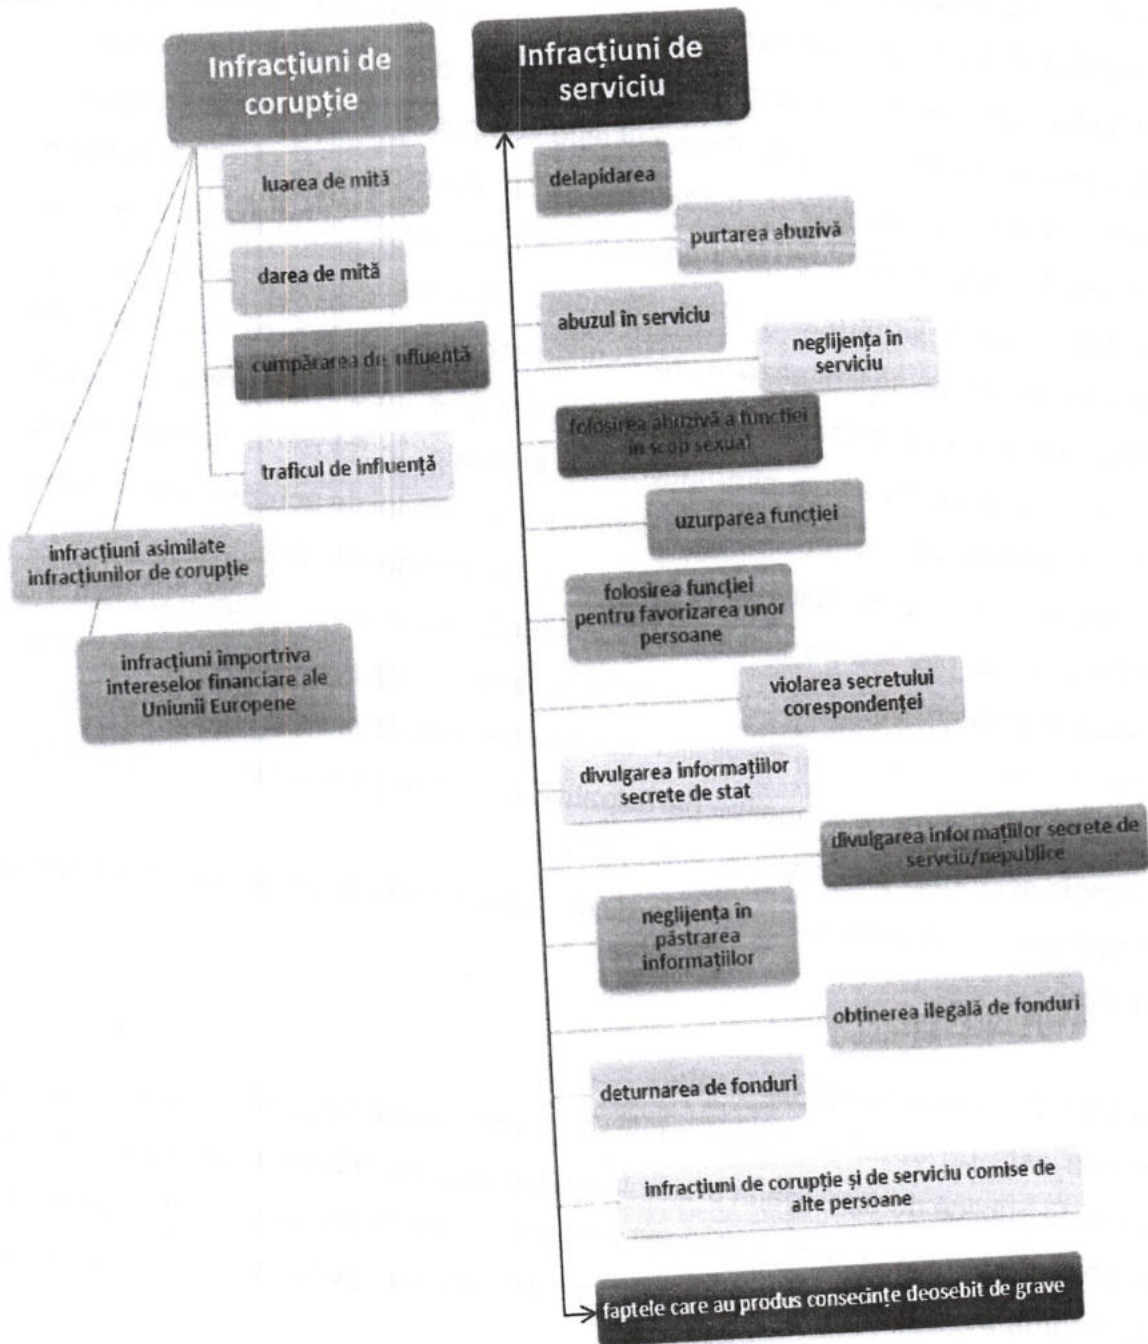 Infracțiuni de
corupție
luarea de mită
darea de mită
cumpărarea de influență
traficul de influență
infracțiuni asimilate
infracțiunilor de corupție
infracțiuni împortriva
intereselor financiare ale
Uniunii Europene
Infracțiuni de
serviciu
delapidarea
purtarea abuzivă
abuzul în serviciu
neglijența în
serviciu
folosirea abuzivă a functiei
in scop sexual
uzurparea funcției
folosirea funcției
pentru favorizarea unor
persoane
violarea secretului
corespondenței
divulgarea informațiilor
secrete de stat
divulgarea informațiilor secrete de
servciu/nepublice
neglijența în
păstrarea
informațiilor
obținerea ilegală de fonduri
deturnarea de fonduri
infracțiuni de corupție și de serviciu comise de
alte persoane
faptele care au produs consecințe deosebit de grave